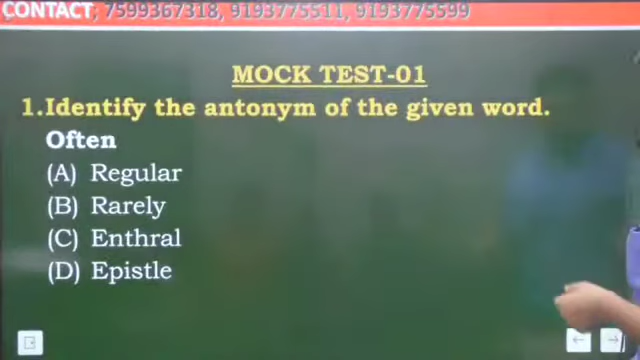 CONTACT; 7599367318, 9193775511, 9193775599
MOCK TEST-01
1.Identify the antonym of the given word.
Often
(A) Regular
(B) Rarely
(C) Enthral
(D) Epistle